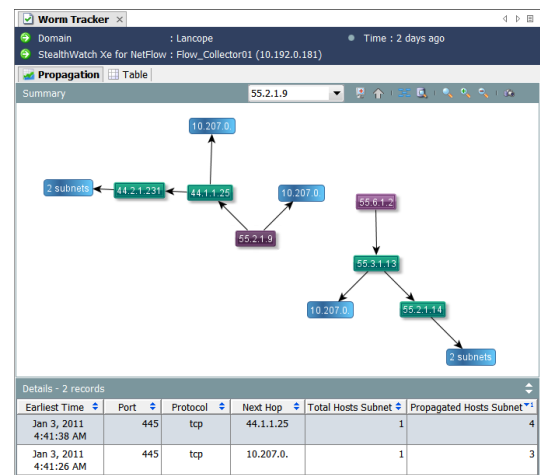 Worm Tracker ×
Domain : Lancope Time : 2 days ago
StealthWatch Xe for NetFlow : Flow_Collector01 (10.192.0.181)
Propagation Table
Summary 55.2.1.9
10.207.0.
2 subnets 44.2.1.231 44.1.1.25 10.207.0. 55.6.1.2
55.2.1.9
55.3.1.13
10.207.0. 55.2.1.14
2 subnets
Details - 2 records
Earliest Time Port Protocol Next Hop Total Hosts Subnet Propagated Hosts Subnet 1
Jan 3, 2011 445 tcp 44.1.1.25 1 4
4:41:38 AM
Jan 3, 2011 445 tcp 10.207.0. 1 3
4:41:26 AM